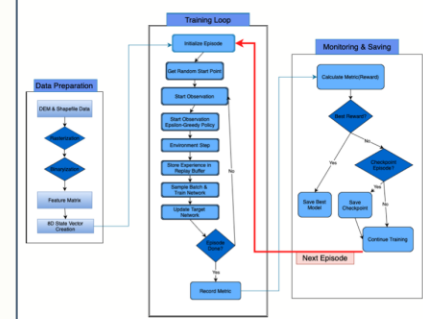 Training Loop
Initialize Episode
Get Random Start Point
Start Observation
Start Observation
Epsilon-Greedy Policy
Environment Step
Store Experience in
Replay Buffer
Sample Batch &
Train Network
Update Target
Network
Episode
Done?
No
Yes
Record Metric
Data Preparation
DEM & Shapefile Data
Feature Matrix
8D State Vector
Creation
Monitoring & Saving
Calculate Metric(Reward)
Best Reward?
Yes
No
Checkpoint
Episode?
Yes
No
Save Best
Model
Save
Checkpoint
Continue Training
Next Episode